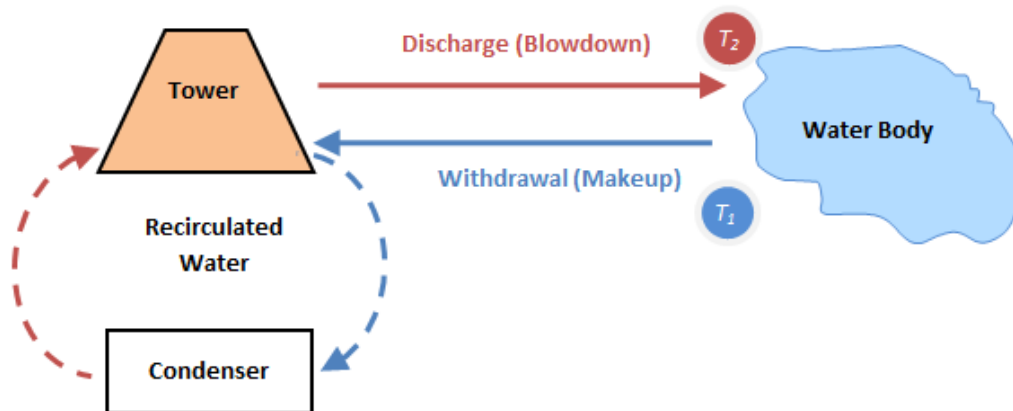 Discharge (Blowdown)
T2
Tower
Water Body
Withdrawal (Makeup)
T1
Recirculated
Water
Condenser